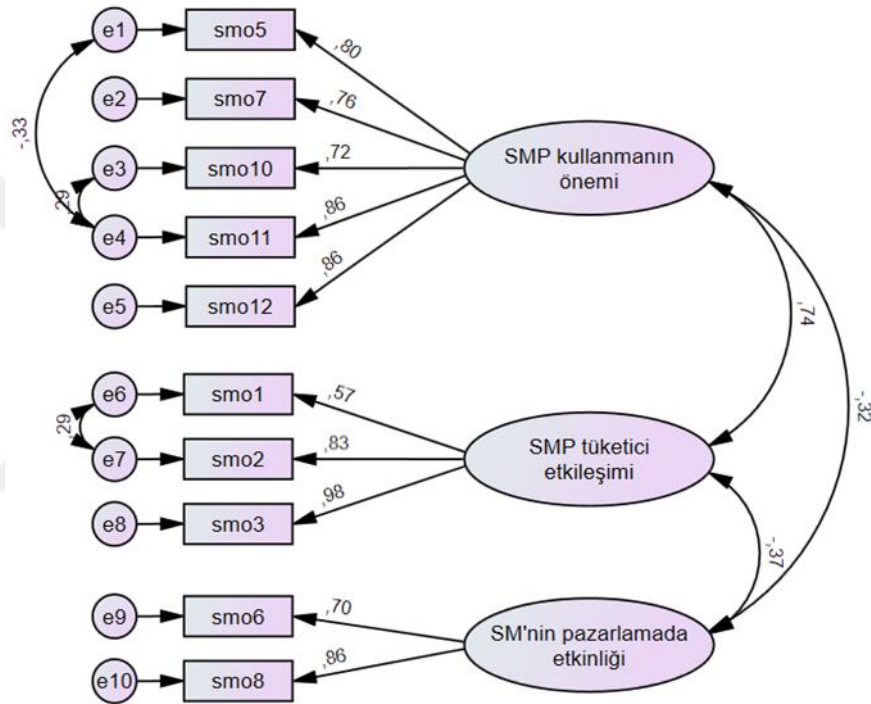 e1
smo5
,80
e2
smo7
,76
-,33
e3
smo10
,72
SMP kullanmanın
önemi
,29
e4
smo11
,86
e5
smo12
,86
,74
-,32
e6
smo1
,57
,29
e7
smo2
,83
SMP tüketici
etkileşimi
e8
smo3
,98
-,37
e9
smo6
,70
SM'nin pazarlamada
etkinliği
e10
smo8
,86